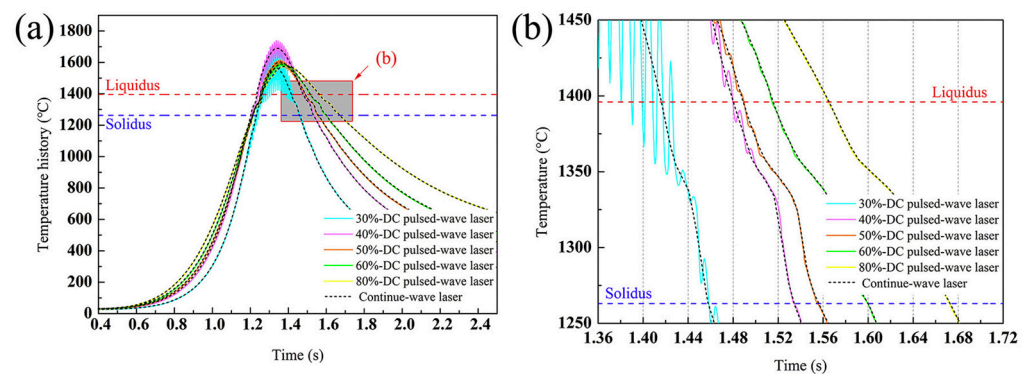 (a)
1800
1600
1400
1200
1000
800
600
400
200
0
Temperature history (°C)
Liquidus
Solidus
(b)
30%-DC pulsed-wave laser
40%-DC pulsed-wave laser
50%-DC pulsed-wave laser
60%-DC pulsed-wave laser
80%-DC pulsed-wave laser
Continue-wave laser
0.4 0.6 0.8 1.0 1.2 1.4 1.6 1.8 2.0 2.2 2.4
Time (s)
(b)
1450
1400
1350
1300
1250
Temperature (°C)
Liquidus
30%-DC pulsed-wave laser
40%-DC pulsed-wave laser
50%-DC pulsed-wave laser
60%-DC pulsed-wave laser
80%-DC pulsed-wave laser
Continue-wave laser
Solidus
1.36 1.40 1.44 1.48 1.52 1.56 1.60 1.64 1.68 1.72
Time (s)